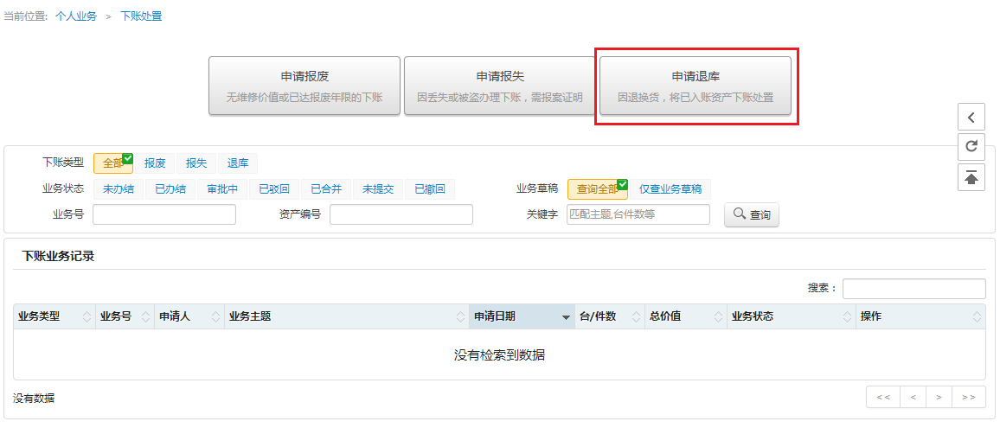 当前位置: 个人业务 > 下账处置
申请报废 申请报失 申请退库
无维修价值或已达报废年限的下账 因丢失或被盗办理下账，需报案证明 因退换货，将已入账资产下账处置
下账类型 全部 报废 报失 退库
业务状态 未办结 已办结 审批中 已驳回 已合并 未提交 已撤回 业务草稿 查询全部 仅查业务草稿
业务号 资产编号 关键字 匹配主题,台件数等 查询
下账业务记录
搜索：
业务类型 业务号 申请人 业务主题 申请日期 台/件数 总价值 业务状态 操作
没有检索到数据
没有数据 << < > >>